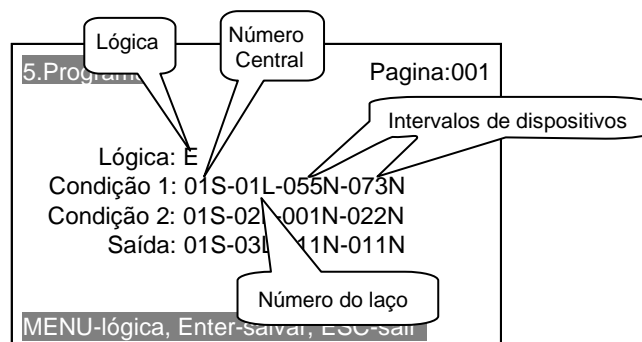 Lógica
Número
Central
5.Programa
Pagina:001
Intervalos de dispositivos
Lógica: E
Condição 1: 01S-01L-055N-073N
Condição 2: 01S-02 -001N-022N
Saída: 01S-03L 11N-011N
Número do laço
MENU-lógica, Enter-salvar, ESC-sair